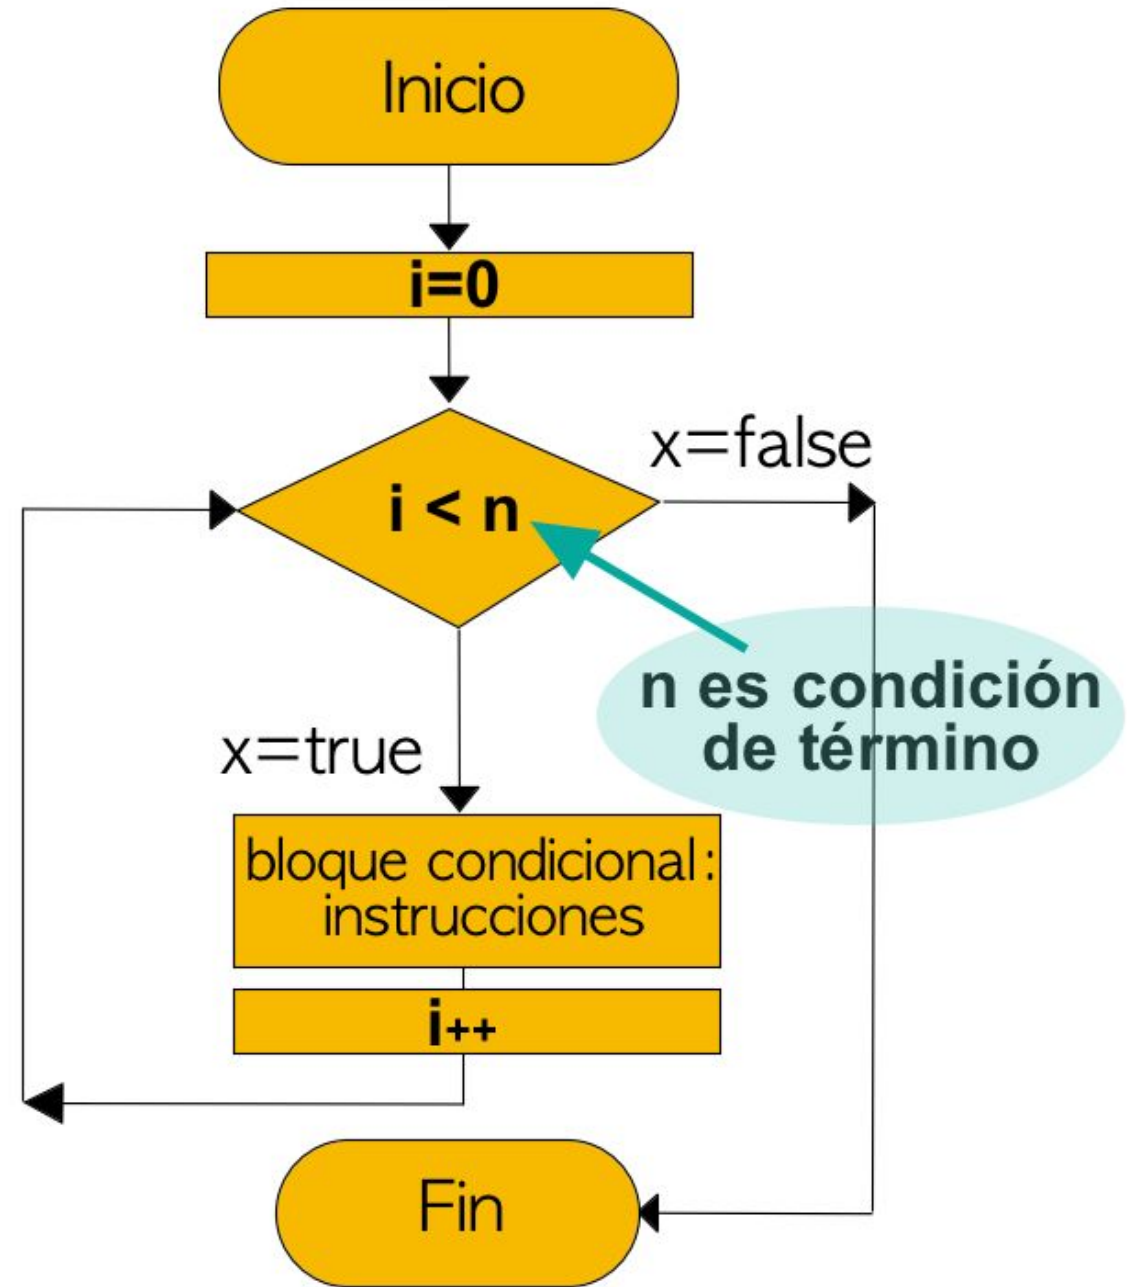 Inicio
i=0
x=false
i < n
n es condición
de término
x=true
bloque condicional:
instrucciones
i++
Fin